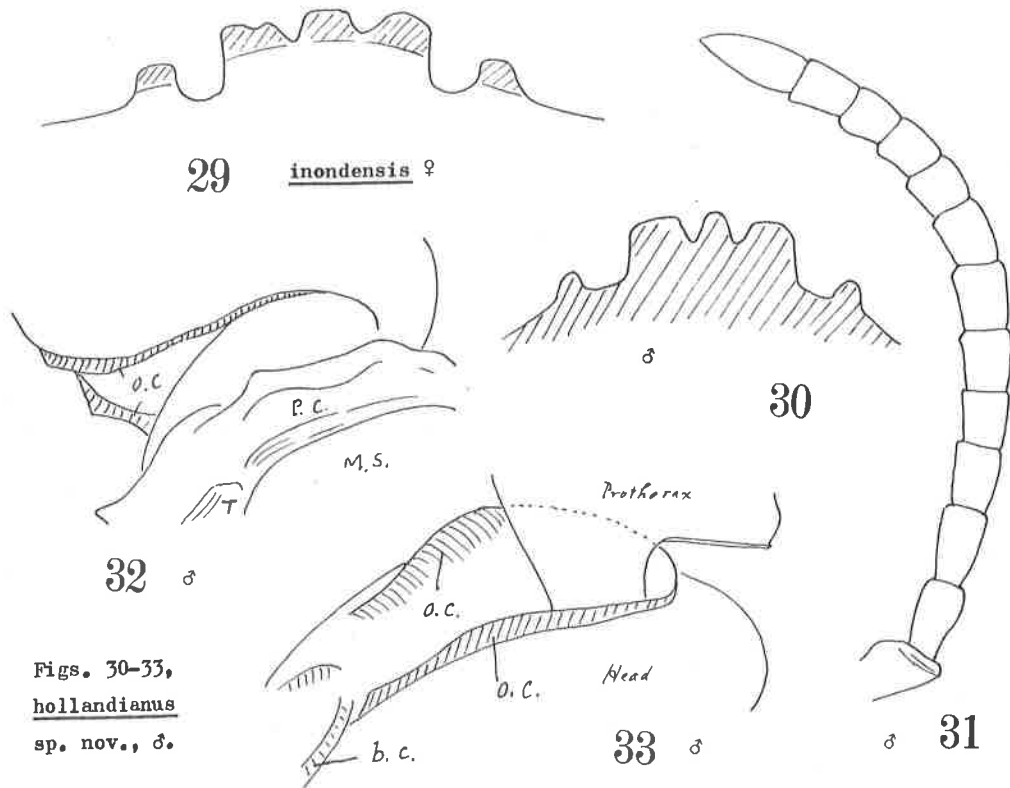 29 inondensis ♀
♂
30
O.C.
P.C.
M.S.
T
32 ♂
Prothorax
O.C.
O.C.
Head
b.c.
33 ♂
♂ 31
Figs. 30-33,
hollandianus
sp. nov., ♂.